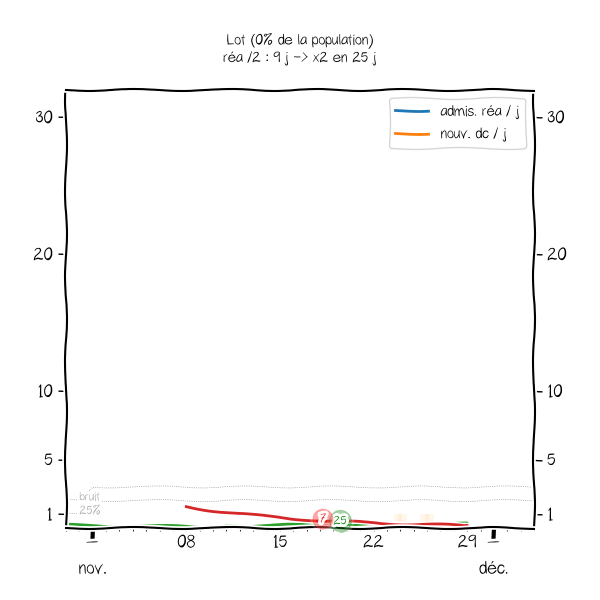 Lot (0% de la population)
réa /2 : 9 j -> x2 en 25 j
admis. réa / j
nouv. dc / j
30
30
20
20
10
10
5
5
bruit
25%
1
1
7
25
08
15
22
29
nov.
déc.